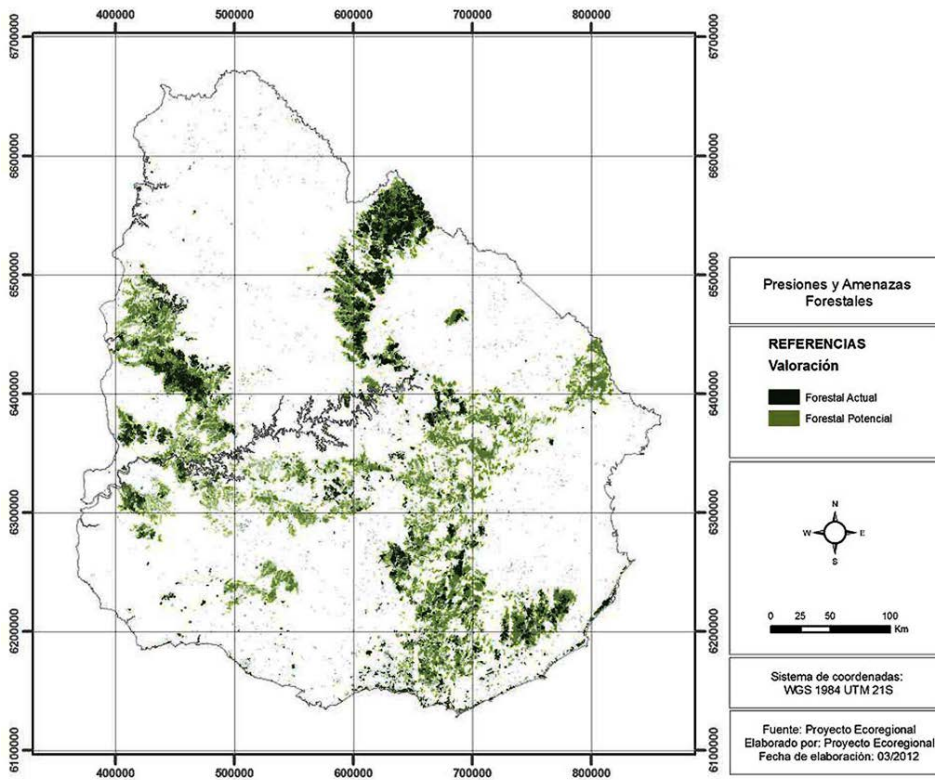 400000 500000 600000 700000 800000
6700000 6700000
6600000 6600000
6500000 6500000
6400000 6400000
6300000 6300000
6200000 6200000
6100000 6100000
400000 500000 600000 700000 800000
Presiones y Amenazas
Forestales
REFERENCIAS
Valoración
Forestal Actual
Forestal Potencial
N
W E
S
0 25 50 100
Km
Sistema de coordenadas:
WGS 1984 UTM 21S
Fuente: Proyecto Ecoregional
Elaborado por: Proyecto Ecoregional
Fecha de elaboración: 03/2012